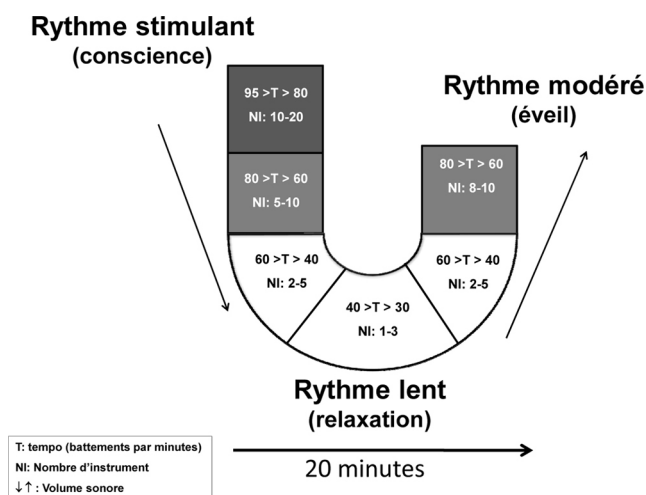 Rythme stimulant
(conscience)
95 >T > 80
NI: 10-20
80 >T > 60
NI: 5-10
60 >T > 40
NI: 2-5
40 >T > 30
NI: 1-3
Rythme lent
(relaxation)
60 >T > 40
NI: 2-5
80 >T > 60
NI: 8-10
Rythme modéré
(éveil)
20 minutes
T: tempo (battements par minutes)
NI: Nombre d’instrument
↓↑ : Volume sonore